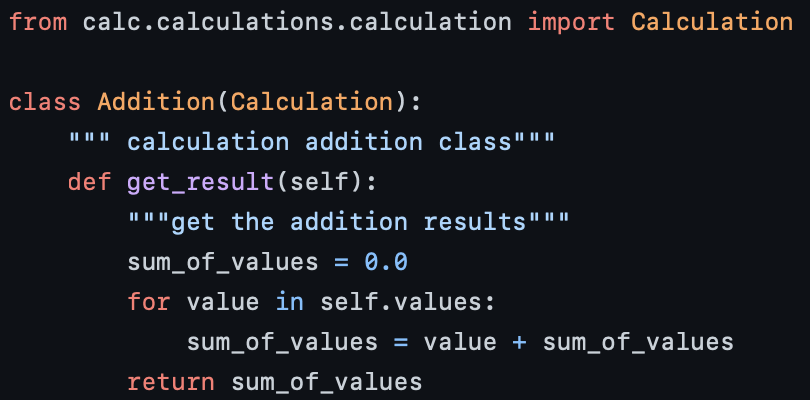 from calc.calculations.calculation import Calculation

class Addition(Calculation):
    """ calculation addition class"""
    def get_result(self):
        """get the addition results"""
        sum_of_values = 0.0
        for value in self.values:
            sum_of_values = value + sum_of_values
        return sum_of_values